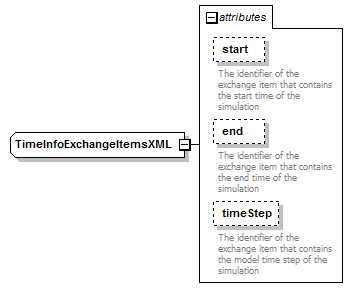 attributes
start
The identifier of the
exchange item that contains
the start time of the
simulation
end
The identifier of the
exchange item that contains
the end time of the
simulation
TimeInfoExchangeItemsXML
timeStep
The identifier of the
exchange item that contains
the model time step of the
simulation